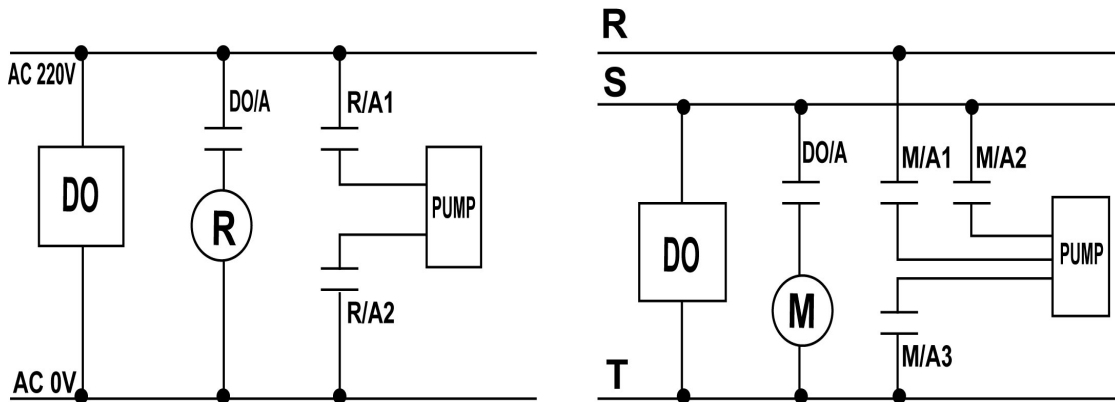 AC 220V
DO/A
R/A1
DO
R
PUMP
R/A2
AC 0V
R
S
DO/A
M/A1
M/A2
DO
M
PUMP
M/A3
T